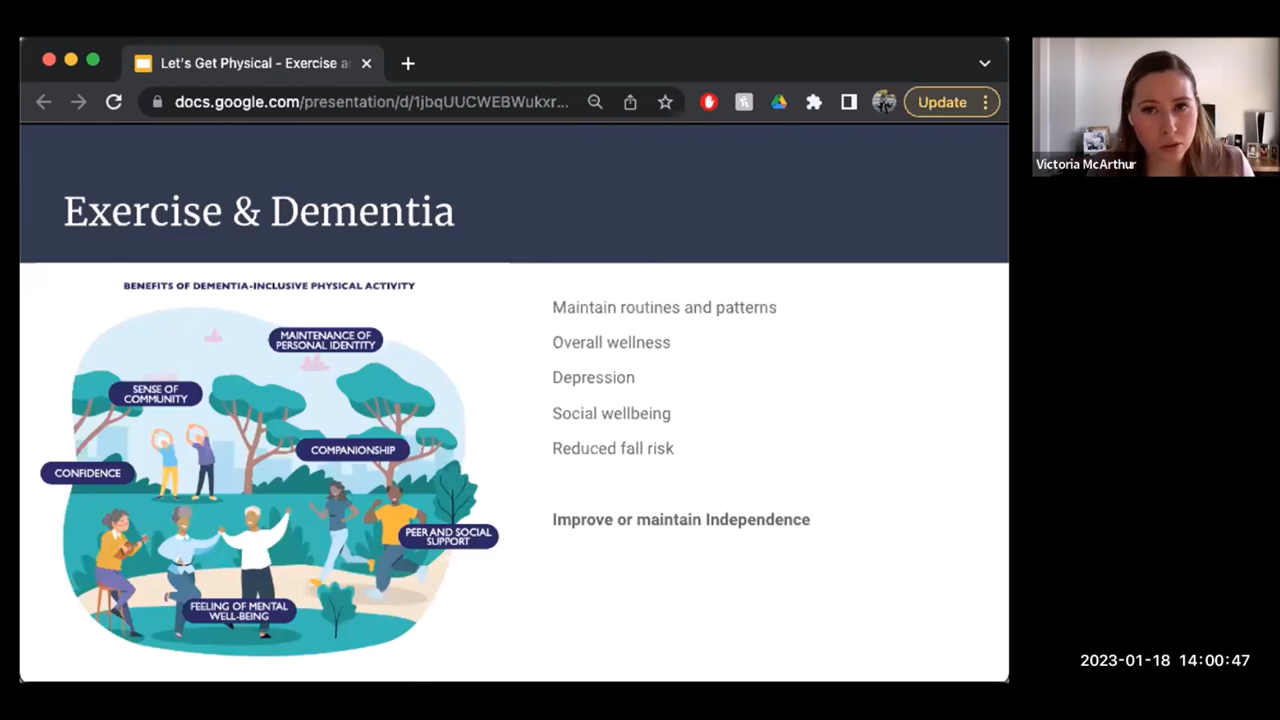 Let's Get Physical - Exercise a
docs.google.com/presentation/d/1jbqUUCWEBWukxr...
Update
Victoria McArthur
Exercise & Dementia
BENEFITS OF DEMENTIA-INCLUSIVE PHYSICAL ACTIVITY
MAINTENANCE OF
PERSONAL IDENTITY
SENSE OF
COMMUNITY
COMPANIONSHIP
CONFIDENCE
PEER AND SOCIAL
SUPPORT
FEELING OF MENTAL
WELL-BEING
Maintain routines and patterns
Overall wellness
Depression
Social wellbeing
Reduced fall risk
Improve or maintain Independence
2023-01-18 14:00:47